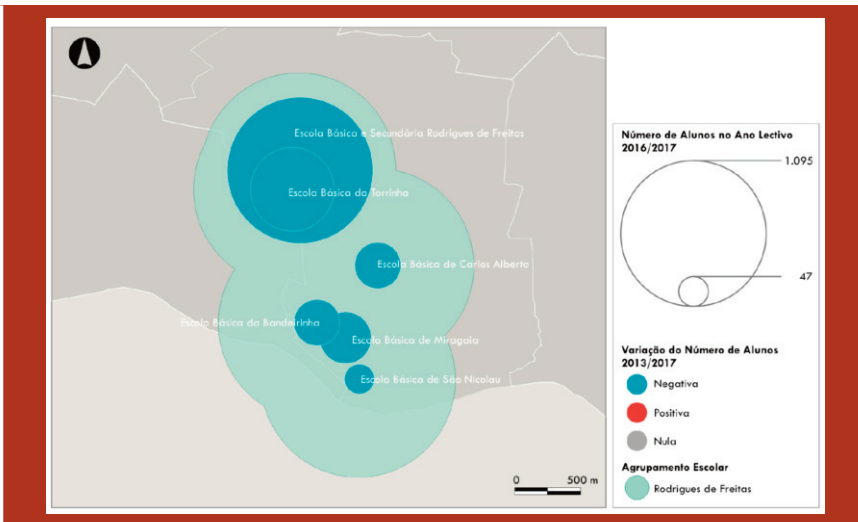 Escola Básica e Secundária Rodrigues de Freitas
Escola Básica da Torrinha
Escola Básica de Carlos Alberto
Escola Básica da Bandeirinha
Escola Básica de Miragaia
Escola Básica de São Nicolau
0 500 m
Número de Alunos no Ano Lectivo
2016/2017
1.095
47
Variação do Número de Alunos
2013/2017
Negativa
Positiva
Nula
Agrupamento Escolar
Rodrigues de Freitas